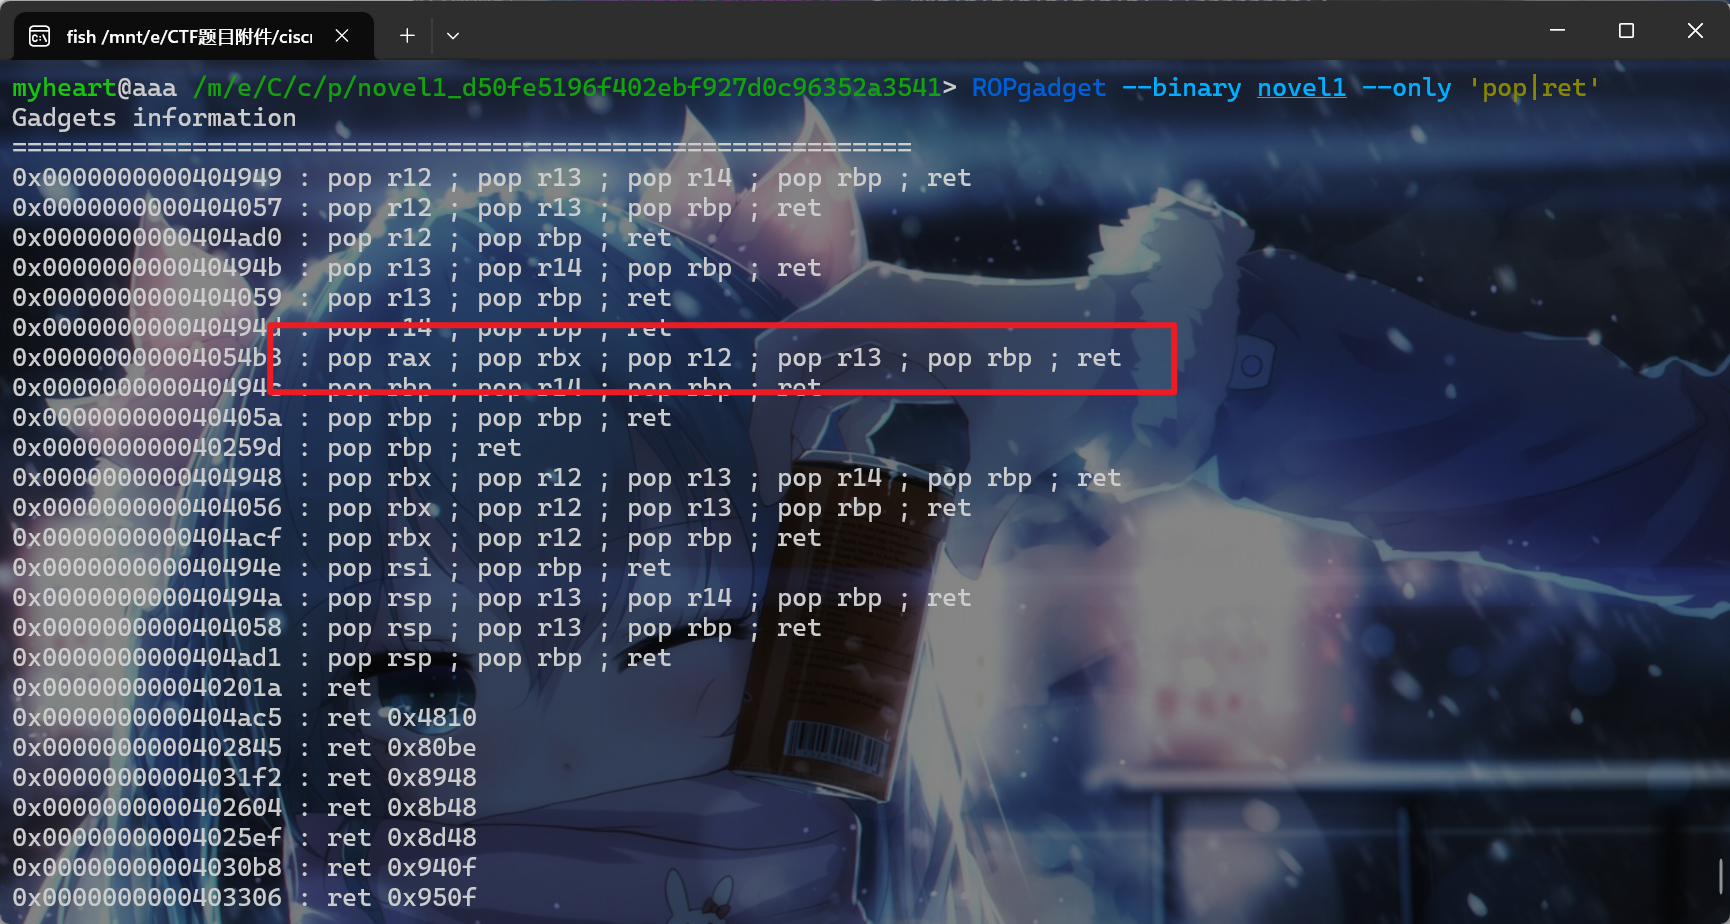 fish /mnt/e/CTF题目附件/cisc
myheart@aaa /m/e/C/c/p/novel1_d50fe5196f402ebf927d0c96352a3541> ROPgadget --binary novel1 --only 'pop|ret'
Gadgets information
============================================================
0x0000000000404949 : pop r12 ; pop r13 ; pop r14 ; pop rbp ; ret
0x0000000000404057 : pop r12 ; pop r13 ; pop rbp ; ret
0x0000000000404ad0 : pop r12 ; pop rbp ; ret
0x000000000040494b : pop r13 ; pop r14 ; pop rbp ; ret
0x0000000000404059 : pop r13 ; pop rbp ; ret
0x000000000040494d : pop r14 ; pop rbp ; ret
0x00000000004054b3 : pop rax ; pop rbx ; pop r12 ; pop r13 ; pop rbp ; ret
0x000000000040494c : pop rbp ; pop r14 ; pop rbp ; ret
0x000000000040405a : pop rbp ; pop rbp ; ret
0x000000000040259d : pop rbp ; ret
0x0000000000404948 : pop rbx ; pop r12 ; pop r13 ; pop r14 ; pop rbp ; ret
0x0000000000404056 : pop rbx ; pop r12 ; pop r13 ; pop rbp ; ret
0x0000000000404acf : pop rbx ; pop r12 ; pop rbp ; ret
0x000000000040494e : pop rsi ; pop rbp ; ret
0x000000000040494a : pop rsp ; pop r13 ; pop r14 ; pop rbp ; ret
0x0000000000404058 : pop rsp ; pop r13 ; pop rbp ; ret
0x0000000000404ad1 : pop rsp ; pop rbp ; ret
0x000000000040201a : ret
0x0000000000404ac5 : ret 0x4810
0x0000000000402845 : ret 0x80be
0x00000000004031f2 : ret 0x8948
0x0000000000402604 : ret 0x8b48
0x00000000004025ef : ret 0x8d48
0x00000000004030b8 : ret 0x940f
0x0000000000403306 : ret 0x950f